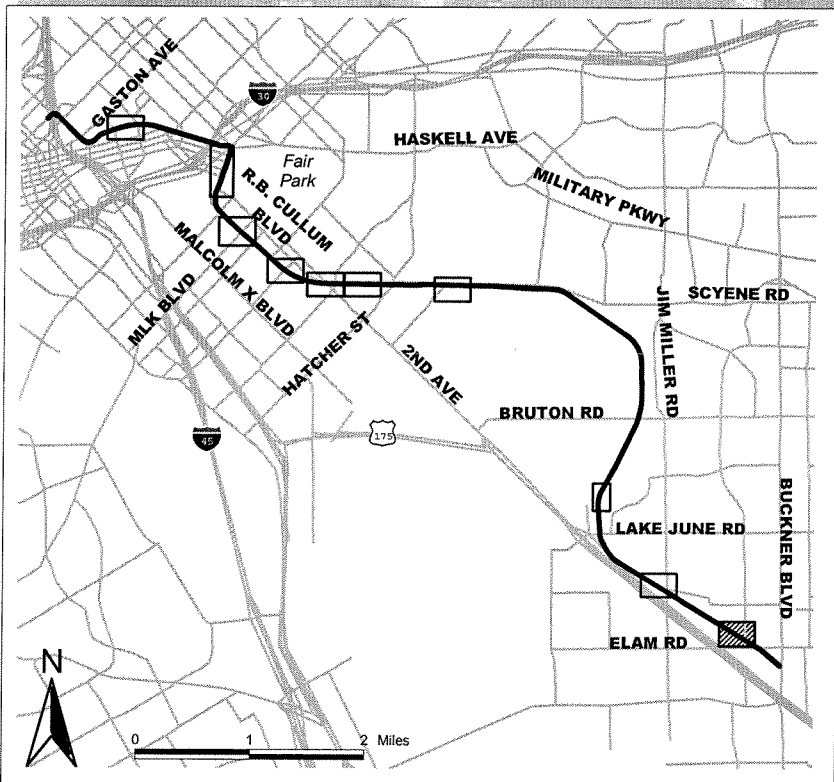 GASTON AVE
30
HASKELL AVE
Fair
Park
MILITARY PKWY
R.B. CULLUM
BLVD
MALCOLM X BLVD
MLK BLVD
SCYENE RD
JIM MILLER RD
HATCHER ST
2ND AVE
BRUTON RD
175
45
BUCKNER BLVD
LAKE JUNE RD
ELAM RD
N
0 1 2 Miles